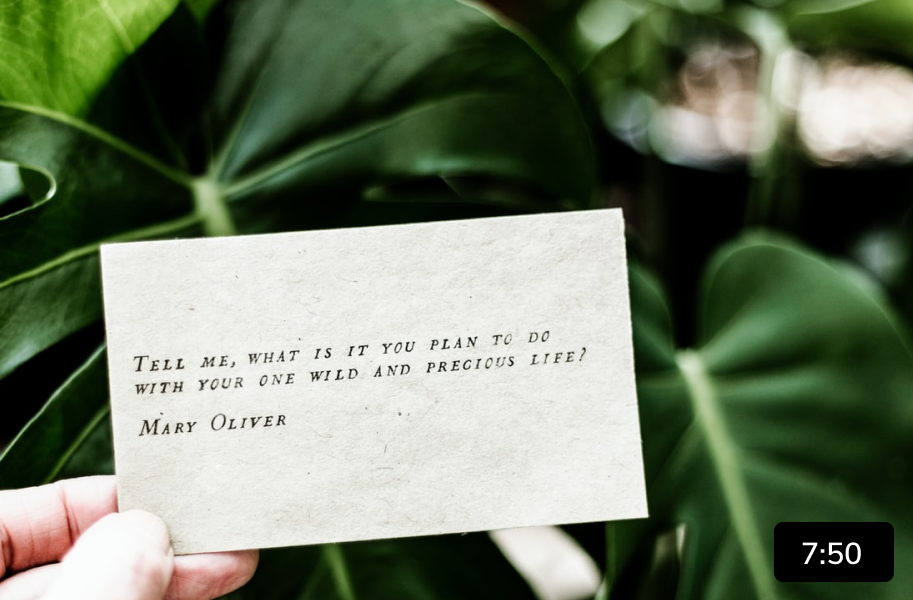 Tell me, what is it you plan to do
with your one wild and precious life?
Mary Oliver
7:50